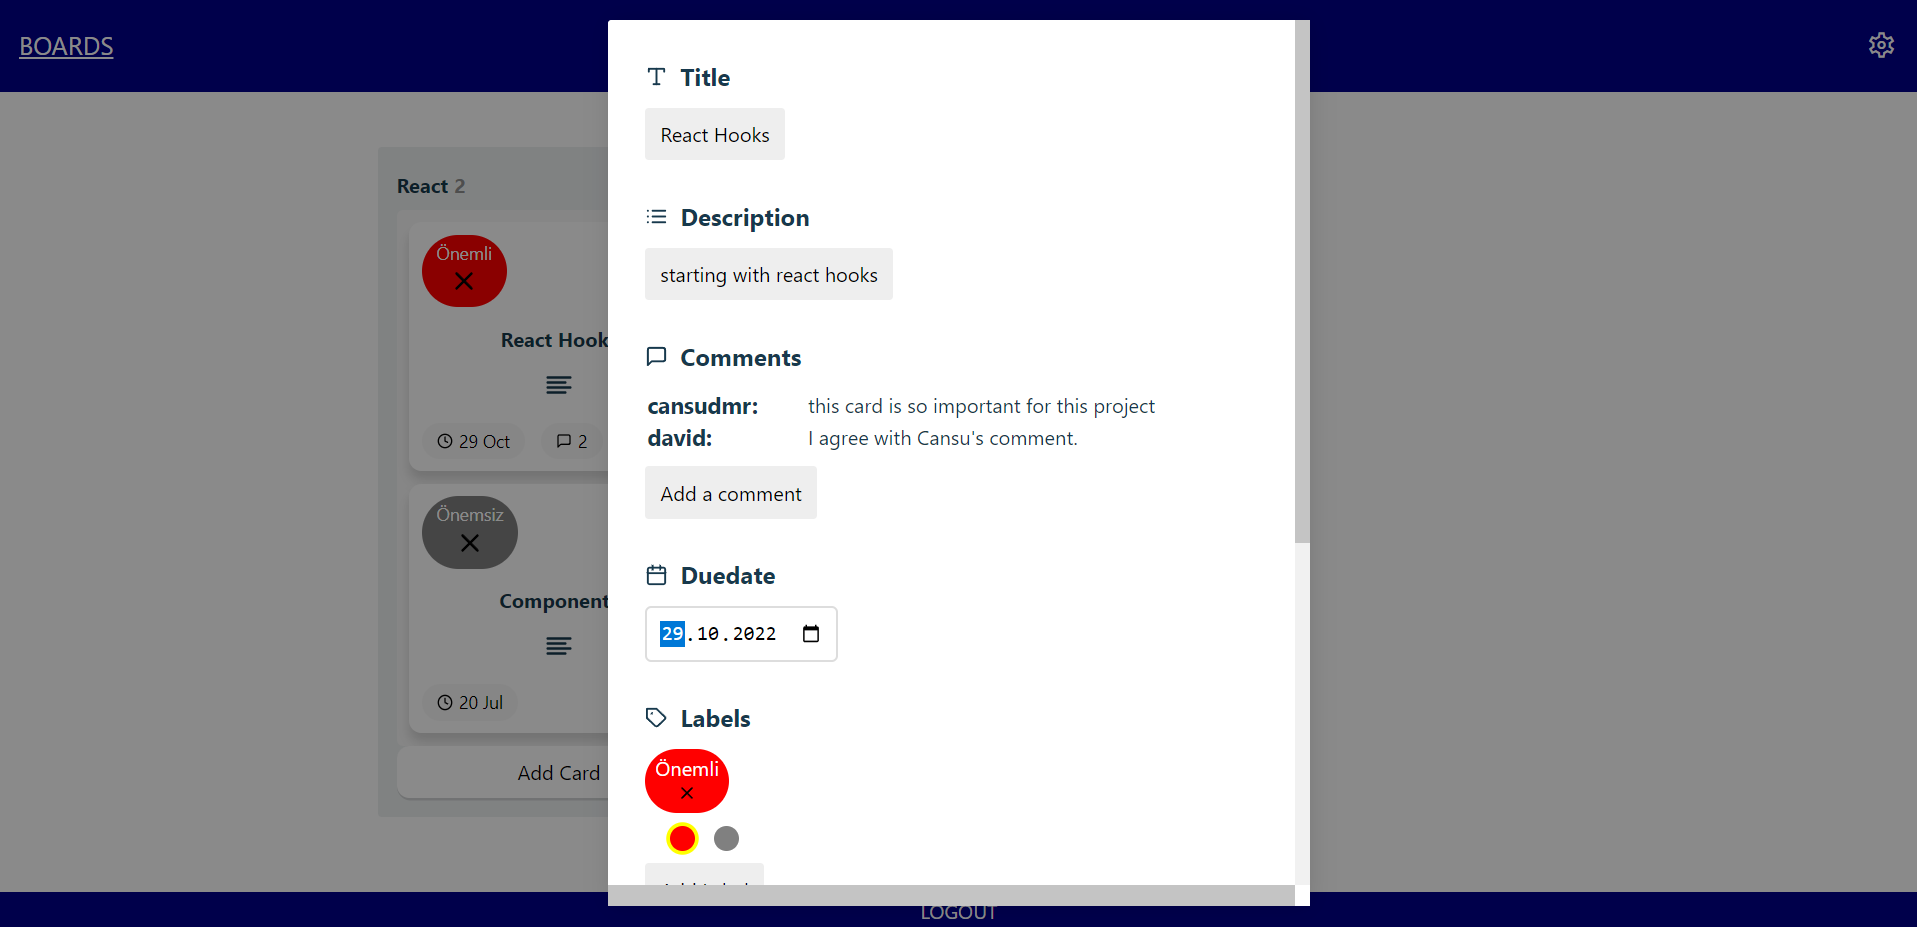 BOARDS
React 2
Önemli
React Hook
29 Oct
2
Önemsiz
Component
20 Jul
Add Card
Title
React Hooks
Description
starting with react hooks
Comments
cansudmr: this card is so important for this project
david: I agree with Cansu's comment.
Add a comment
Duedate
29.10.2022
Labels
Önemli
LOGOUT